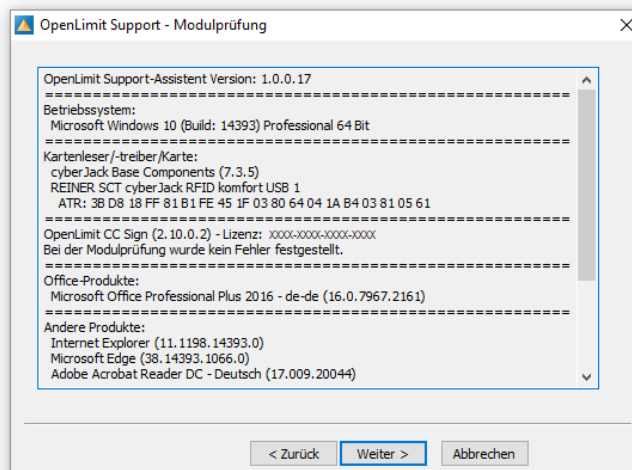 OpenLimit Support - Modulprüfung
OpenLimit Support-Assistent Version: 1.0.0.17
=======================================================
Betriebssystem:
Microsoft Windows 10 (Build: 14393) Professional 64 Bit
=======================================================
Kartenleser/-treiber/Karte:
cyberJack Base Components (7.3.5)
REINER SCT cyberJack RFID komfort USB 1
ATR: 3B D8 18 FF 81 B1 FE 45 1F 03 80 64 04 1A B4 03 81 05 61
=======================================================
OpenLimit CC Sign (2.10.0.2) - Lizenz: XXXX-XXXX-XXXX-XXXX
Bei der Modulprüfung wurde kein Fehler festgestellt.
=======================================================
Office-Produkte:
Microsoft Office Professional Plus 2016 - de-de (16.0.7967.2161)
=======================================================
Andere Produkte:
Internet Explorer (11.1198.14393.0)
Microsoft Edge (38.14393.1066.0)
Adobe Acrobat Reader DC - Deutsch (17.009.20044)
< Zurück Weiter > Abbrechen